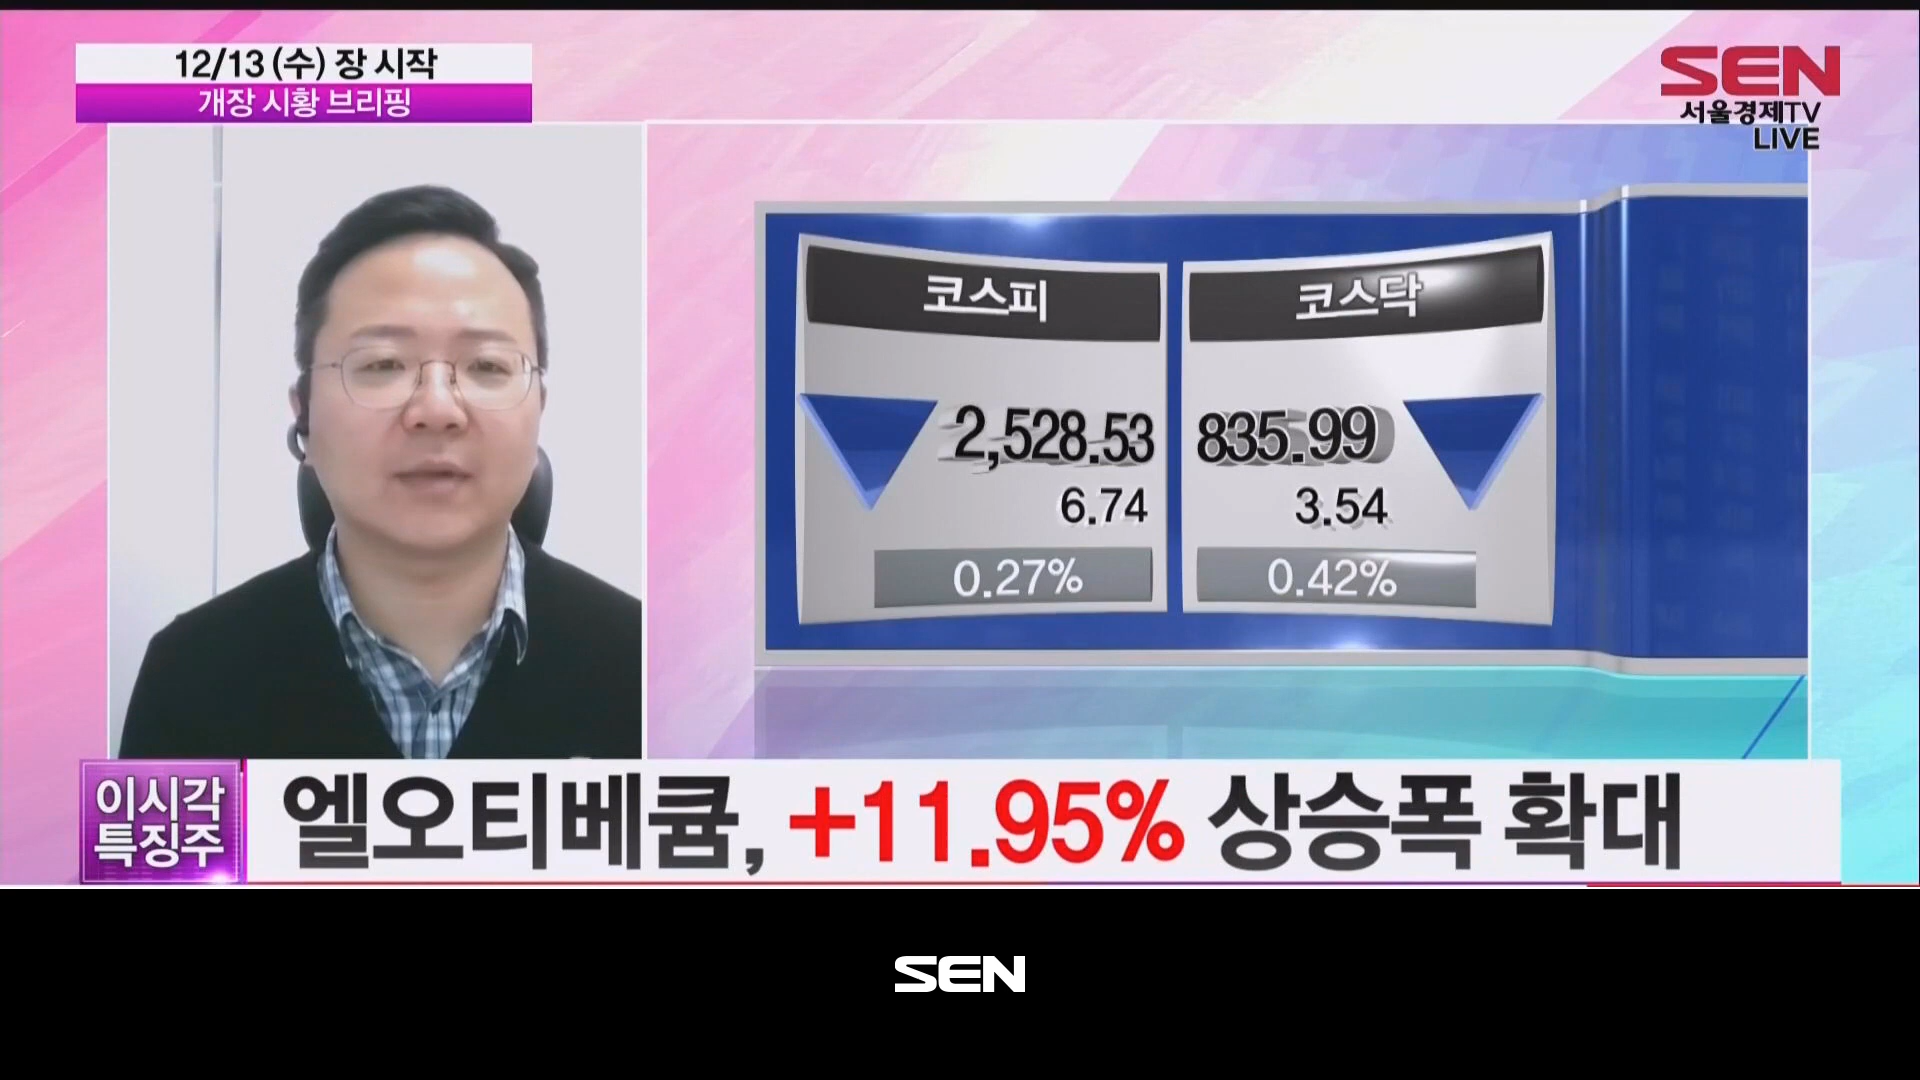 12/13 (수) 장 시작
개장 시황 브리핑
SEN
서울경제TV
LIVE
코스피
2,528.53
6.74
0.27%
코스닥
835.99
3.54
0.42%
이시각
특징주
엘오티베큠, +11.95% 상승폭 확대
SEN